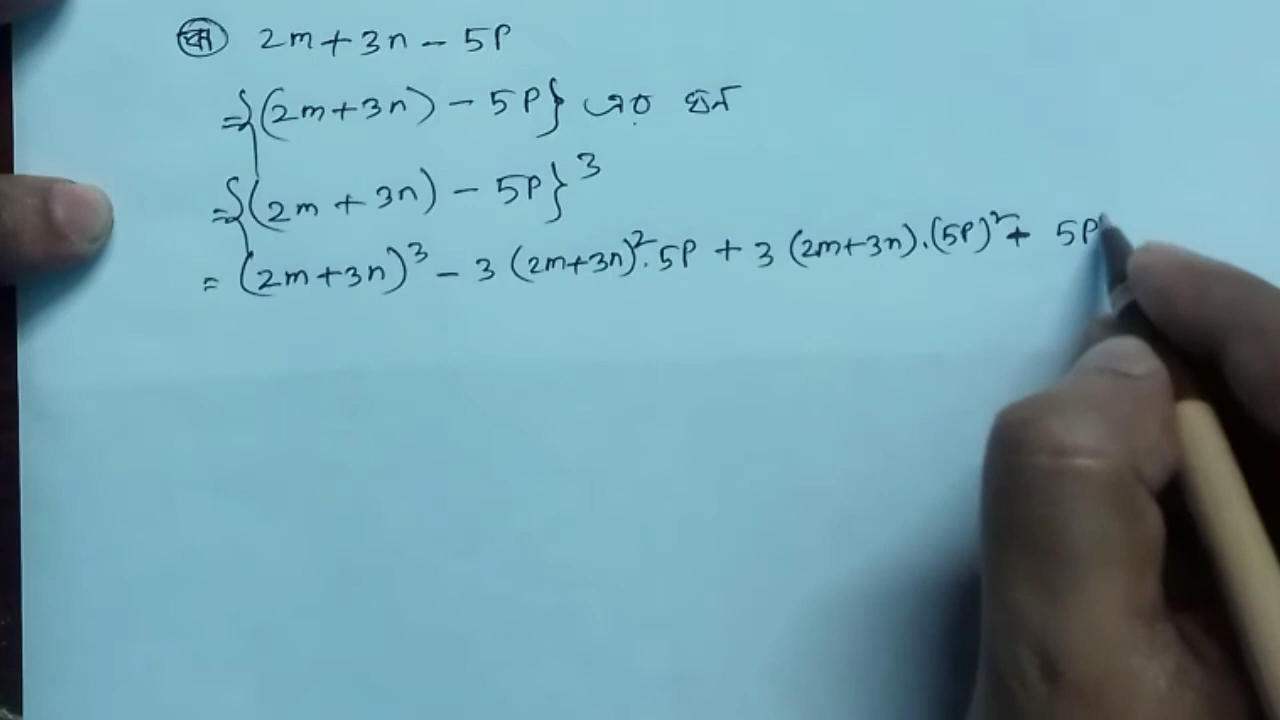 2m + 3n - 5P
⇒ {(2m + 3n) - 5P} এর ঘন
⇒ {(2m + 3n) - 5P}³
= (2m + 3n)³ - 3 (2m + 3n)². 5P + 3 (2m + 3n). (5P)² + 5P